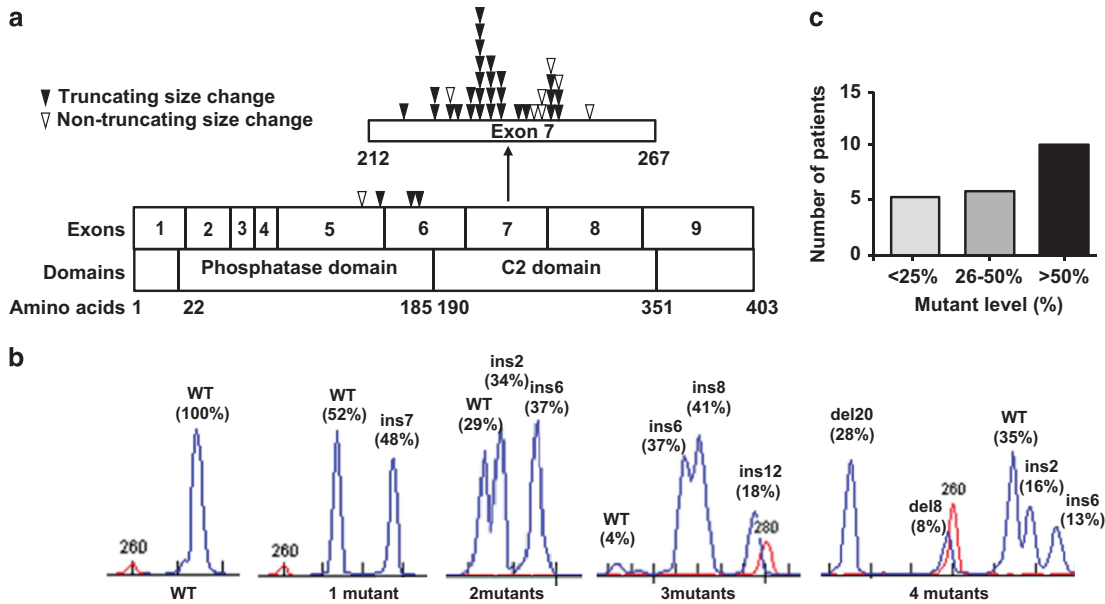 a
Truncating size change
Non-truncating size change
Exon 7
212 267
Exons 1 2 3 4 5 6 7 8 9
Domains Phosphatase domain C2 domain
Amino acids 1 22 185 190 351 403
c
Number of patients
15
10
5
0
<25% 26-50% >50%
Mutant level (%)
b
260
WT
(100%)
WT
260
WT
(52%)
ins7
(48%)
1 mutant
WT
(29%)
ins2
(34%)
ins6
(37%)
2mutants
WT
(4%)
ins6
(37%)
ins8
(41%)
ins12
(18%)
280
3mutants
del20
(28%)
del8
(8%)
260
WT
(35%)
ins2
(16%)
ins6
(13%)
4 mutants